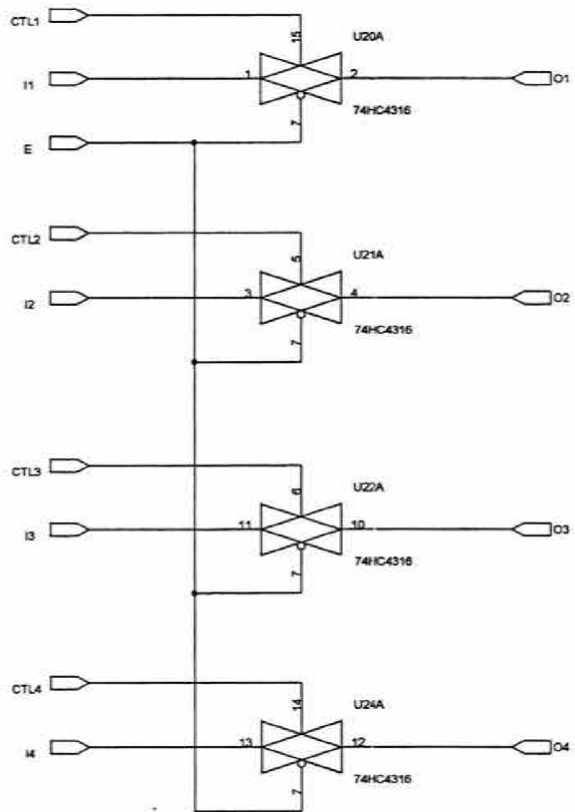 CTL1
15
U20A
I1
1
2
O1
74HC4316
7
E
CTL2
5
U21A
I2
3
4
O2
74HC4316
7
CTL3
6
U22A
I3
11
10
O3
74HC4316
7
CTL4
14
U24A
I4
13
12
O4
74HC4316
7